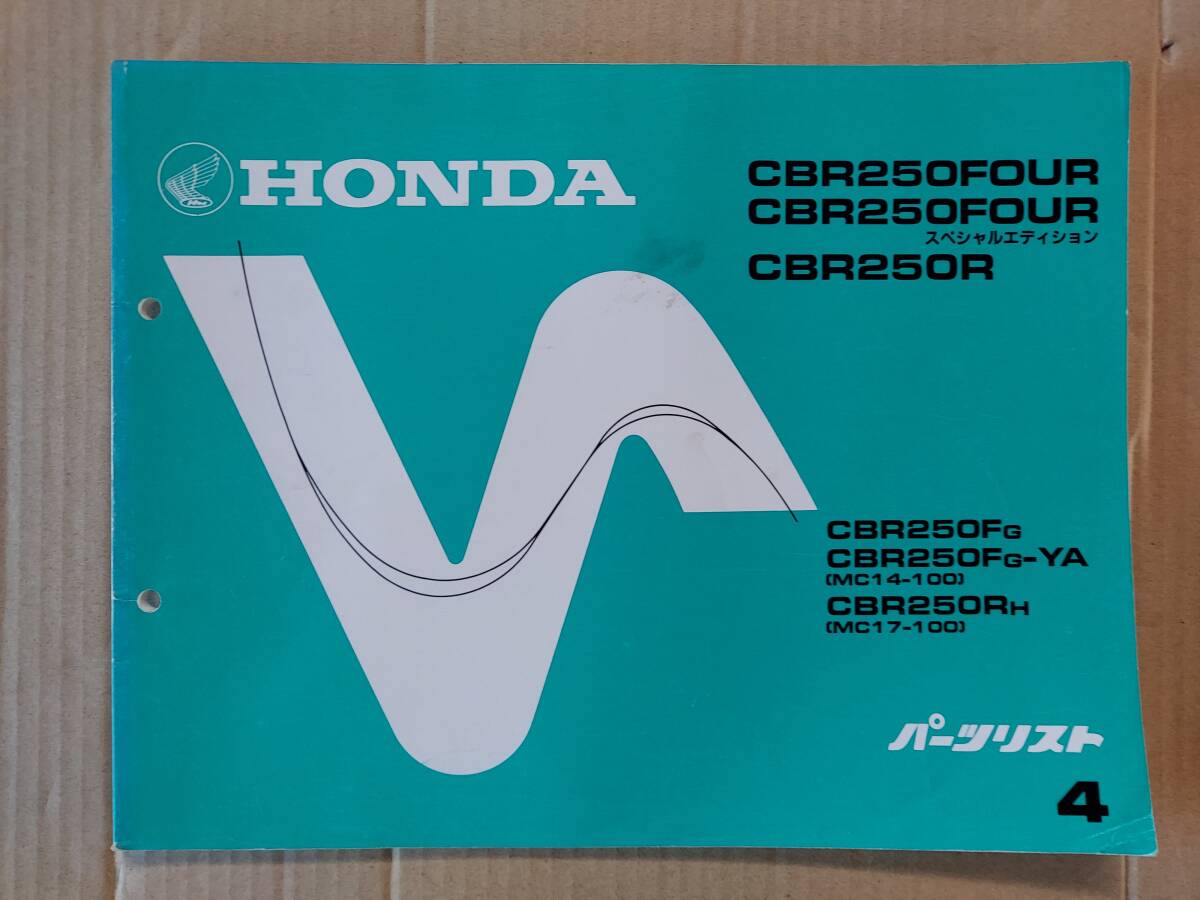 HONDA
CBR250FOUR
CBR250FOUR
スペシャルエディション
CBR250R
CBR250FG
CBR250FG-YA
(MC14-100)
CBR250RH
(MC17-100)
パーツリスト
4